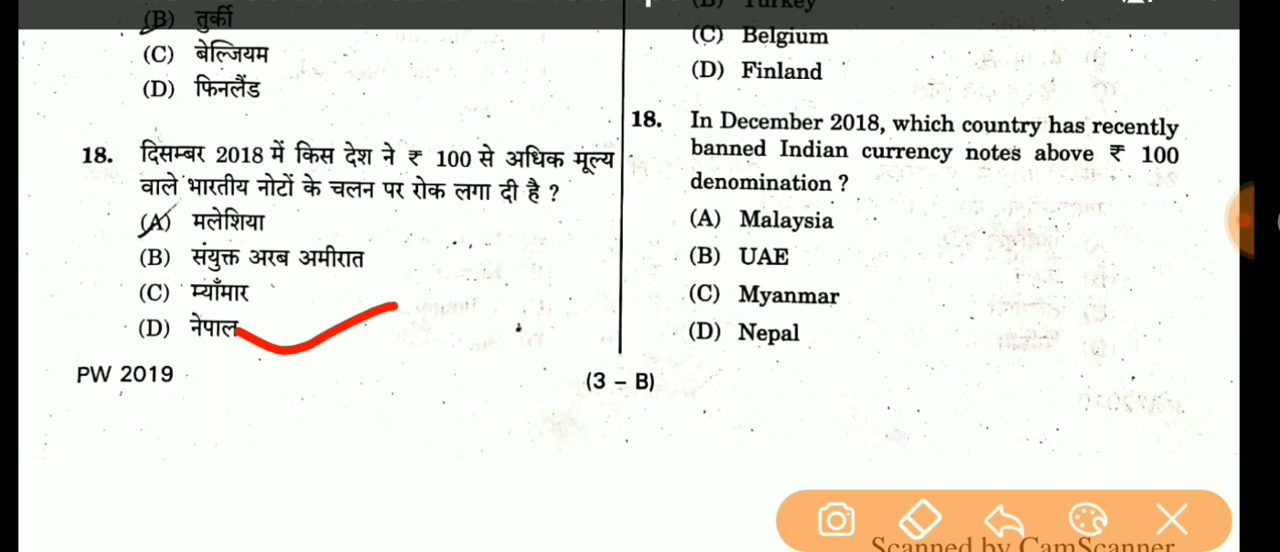 (B) तुर्की
(C) बेल्जियम
(D) फिनलैंड
18. दिसम्बर 2018 में किस देश ने ₹ 100 से अधिक मूल्य
वाले भारतीय नोटों के चलन पर रोक लगा दी है ?
(A) मलेशिया
(B) संयुक्त अरब अमीरात
(C) म्याँमार
(D) नेपाल
PW 2019
(D) Turkey
(C) Belgium
(D) Finland
18. In December 2018, which country has recently
banned Indian currency notes above ₹ 100
denomination ?
(A) Malaysia
(B) UAE
(C) Myanmar
(D) Nepal
(3 – B)
Scanned by CamScanner